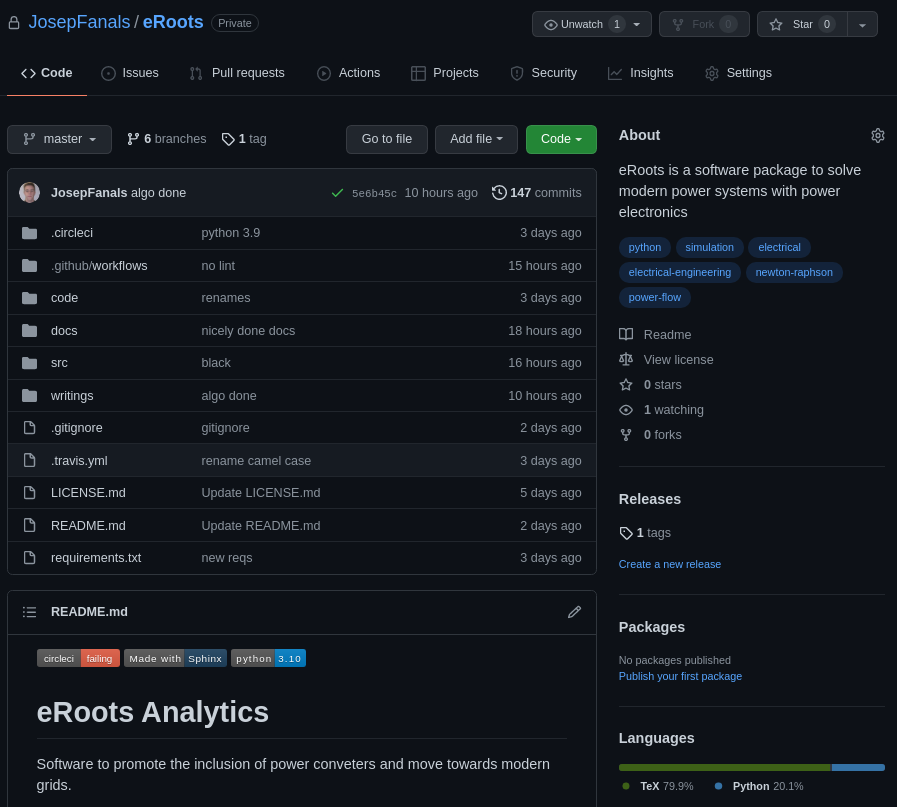 JosepFanals / eRoots Private
Unwatch 1 Fork 0 Star 0
Code Issues Pull requests Actions Projects Security Insights Settings
master 6 branches 1 tag Go to file Add file Code
JosepFanals algo done 5e6b45c 10 hours ago 147 commits
.circleci python 3.9 3 days ago
.github/workflows no lint 15 hours ago
code renames 3 days ago
docs nicely done docs 18 hours ago
src black 16 hours ago
writings algo done 10 hours ago
.gitignore gitignore 2 days ago
.travis.yml rename camel case 3 days ago
LICENSE.md Update LICENSE.md 5 days ago
README.md Update README.md 2 days ago
requirements.txt new reqs 3 days ago
README.md
circleci failing Made with Sphinx python 3.10
eRoots Analytics
Software to promote the inclusion of power conveters and move towards modern
grids.
About
eRoots is a software package to solve
modern power systems with power
electronics
python simulation electrical
electrical-engineering newton-raphson
power-flow
Readme
View license
0 stars
1 watching
0 forks
Releases
1 tags
Create a new release
Packages
No packages published
Publish your first package
Languages
TeX 79.9% Python 20.1%